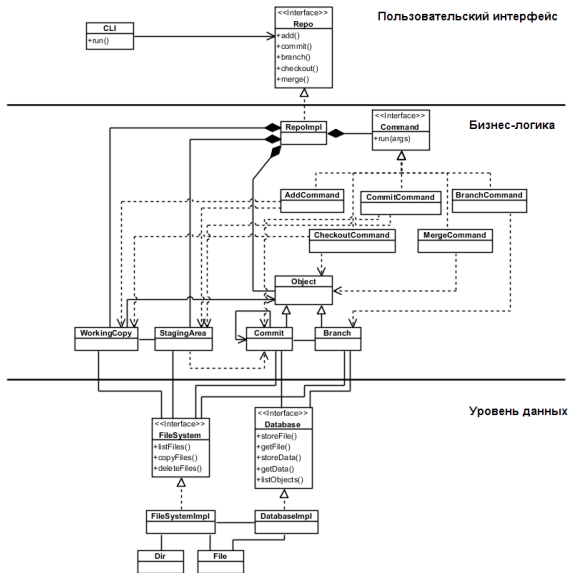 Пользовательский интерфейс
<<Interface>>
Repo
+add()
+commit()
+branch()
+checkout()
+merge()
CLI
+run()
Бизнес-логика
RepoImpl
<<Interface>>
Command
+run(args)
AddCommand
CommitCommand
BranchCommand
CheckoutCommand
MergeCommand
Object
WorkingCopy
StagingArea
Commit
Branch
Уровень данных
<<Interface>>
FileSystem
+listFiles()
+copyFiles()
+deleteFiles()
<<Interface>>
Database
+storeFile()
+getFile()
+storeData()
+getData()
+listObjects()
FileSystemImpl
DatabaseImpl
Dir
File